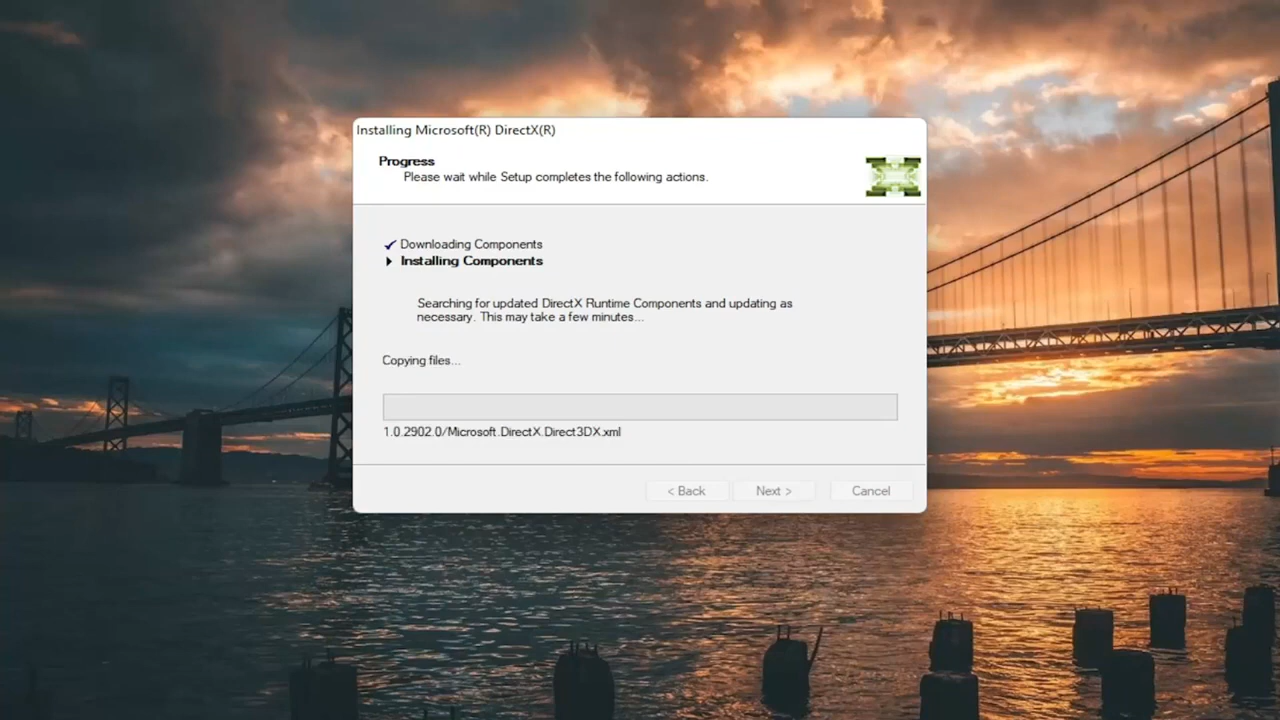 Installing Microsoft(R) DirectX(R)
Progress
Please wait while Setup completes the following actions.
Downloading Components
Installing Components
Searching for updated DirectX Runtime Components and updating as
necessary. This may take a few minutes...
Copying files...
1.0.2902.0/Microsoft.DirectX.Direct3DX.xml
< Back
Next >
Cancel